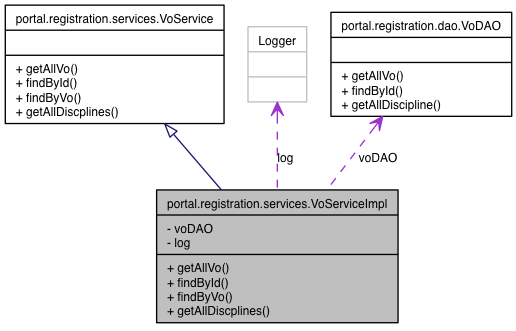 portal.registration.services.VoService
+ getAllVo()
+ findById()
+ findByVo()
+ getAllDiscplines()
Logger
portal.registration.dao.VoDAO
+ getAllVo()
+ findById()
+ getAllDiscipline()
log
voDAO
portal.registration.services.VoServiceImpl
- voDAO
- log
+ getAllVo()
+ findById()
+ findByVo()
+ getAllDiscplines()